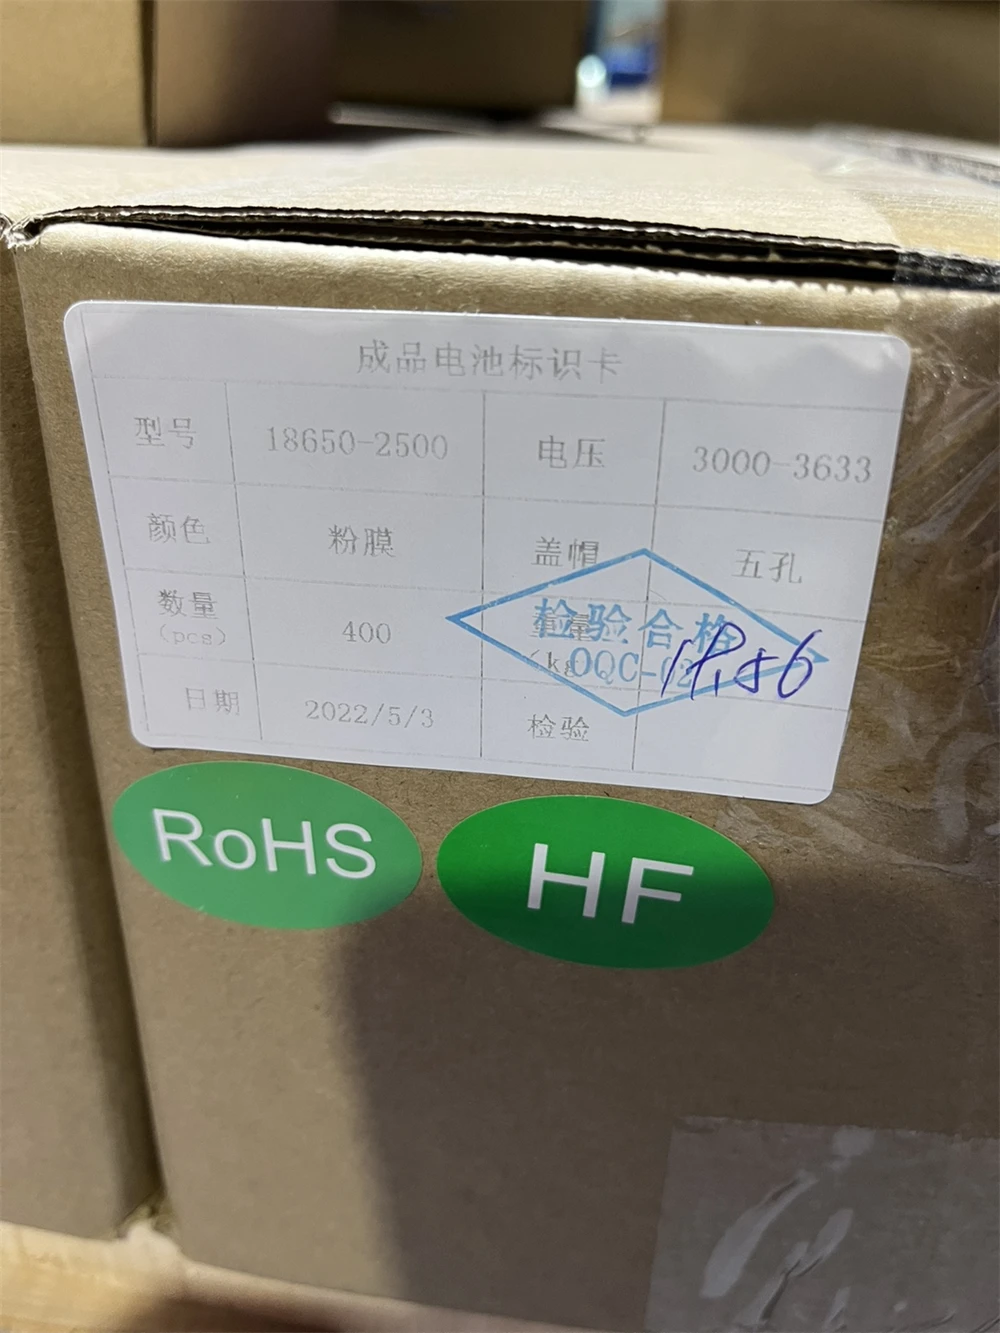 成品电池标识卡
型号 18650-2500 电压 3000-3633
颜色 粉膜 盖帽 五孔
数量 400 重量
(pcs) (kg
检验合格
OQC-02
日期 2022/5/3 检验
RoHS
HF